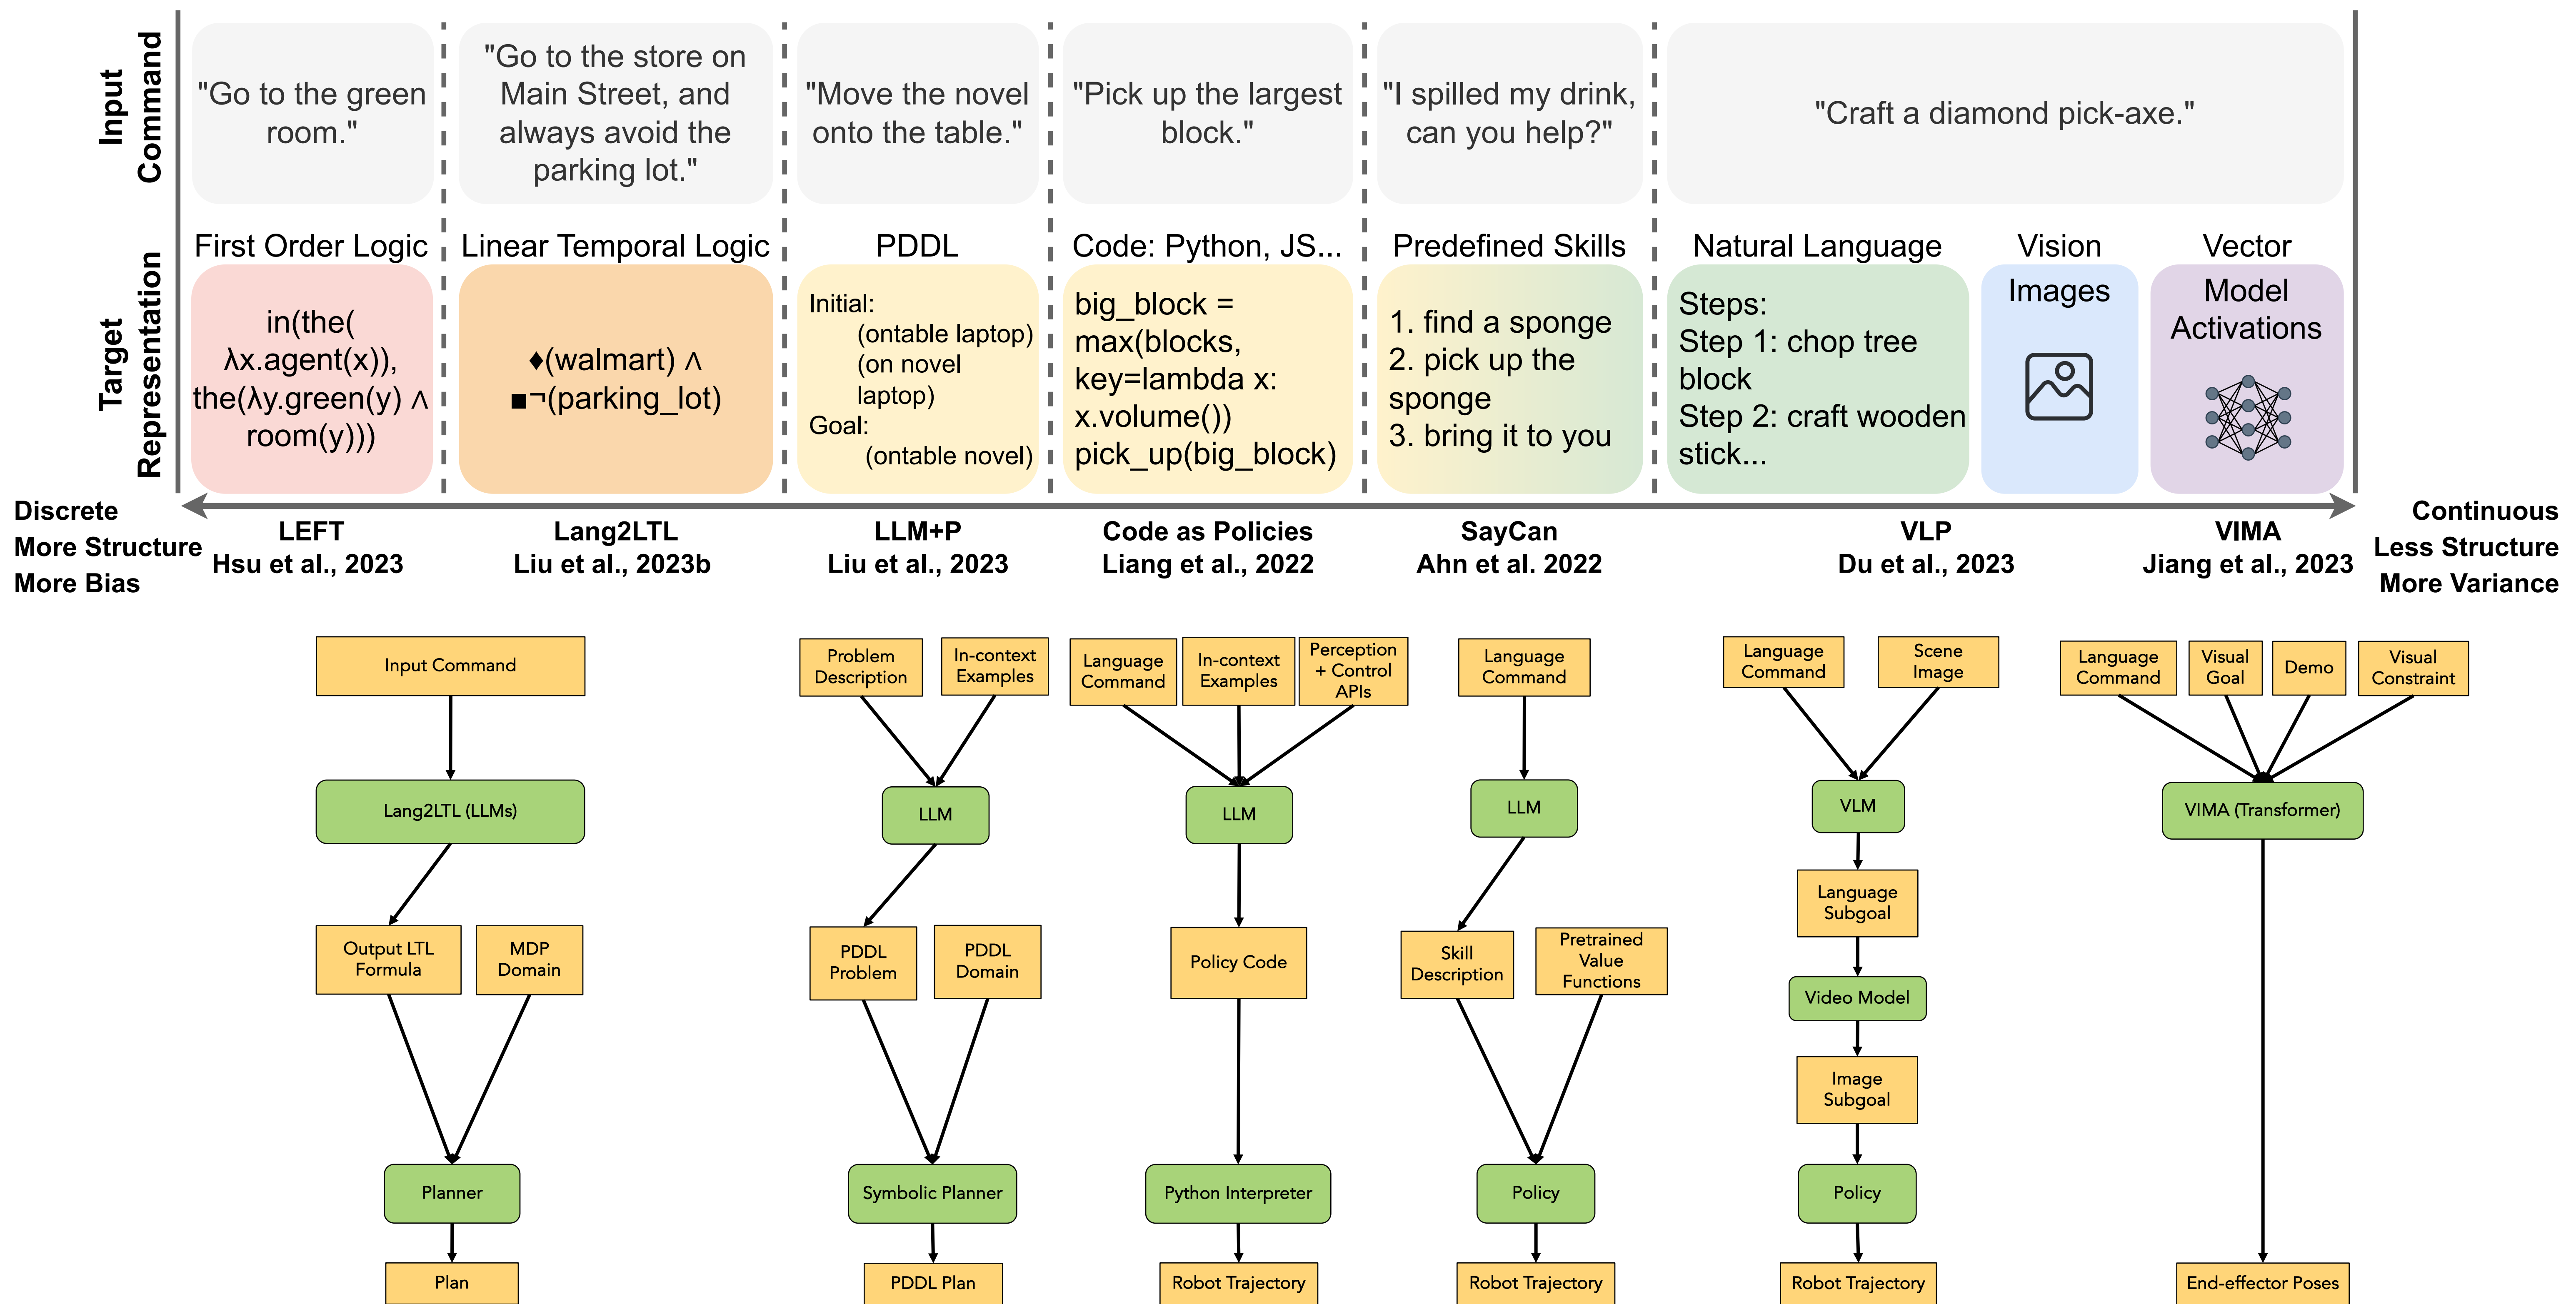 Input
Command
"Go to the green
room."
"Go to the store on
Main Street, and
always avoid the
parking lot."
"Move the novel
onto the table."
"Pick up the largest
block."
"I spilled my drink,
can you help?"
"Craft a diamond pick-axe."
Target
Representation
First Order Logic
in(the(
λx.agent(x)),
the(λy.green(y) ∧
room(y)))
Linear Temporal Logic
♦(walmart) ∧
■¬(parking_lot)
PDDL
Initial:
(ontable laptop)
(on novel
laptop)
Goal:
(ontable novel)
Code: Python, JS...
big_block =
max(blocks,
key=lambda x:
x.volume())
pick_up(big_block)
Predefined Skills
1. find a sponge
2. pick up the
sponge
3. bring it to you
Natural Language
Steps:
Step 1: chop tree
block
Step 2: craft wooden
stick...
Vision
Images
Vector
Model
Activations
Discrete
More Structure
More Bias
LEFT
Hsu et al., 2023
Lang2LTL
Liu et al., 2023b
LLM+P
Liu et al., 2023
Code as Policies
Liang et al., 2022
SayCan
Ahn et al. 2022
VLP
Du et al., 2023
VIMA
Jiang et al., 2023
Continuous
Less Structure
More Variance
Input Command
Lang2LTL (LLMs)
Output LTL
Formula
MDP
Domain
Planner
Plan
Problem
Description
In-context
Examples
LLM
PDDL
Problem
PDDL
Domain
Symbolic Planner
PDDL Plan
Language
Command
In-context
Examples
Perception
+ Control
APIs
LLM
Policy Code
Python Interpreter
Robot Trajectory
Language
Command
LLM
Skill
Description
Pretrained
Value
Functions
Policy
Robot Trajectory
Language
Command
Scene
Image
VLM
Language
Subgoal
Video Model
Image
Subgoal
Policy
Robot Trajectory
Language
Command
Visual
Goal
Demo
Visual
Constraint
VIMA (Transformer)
End-effector Poses